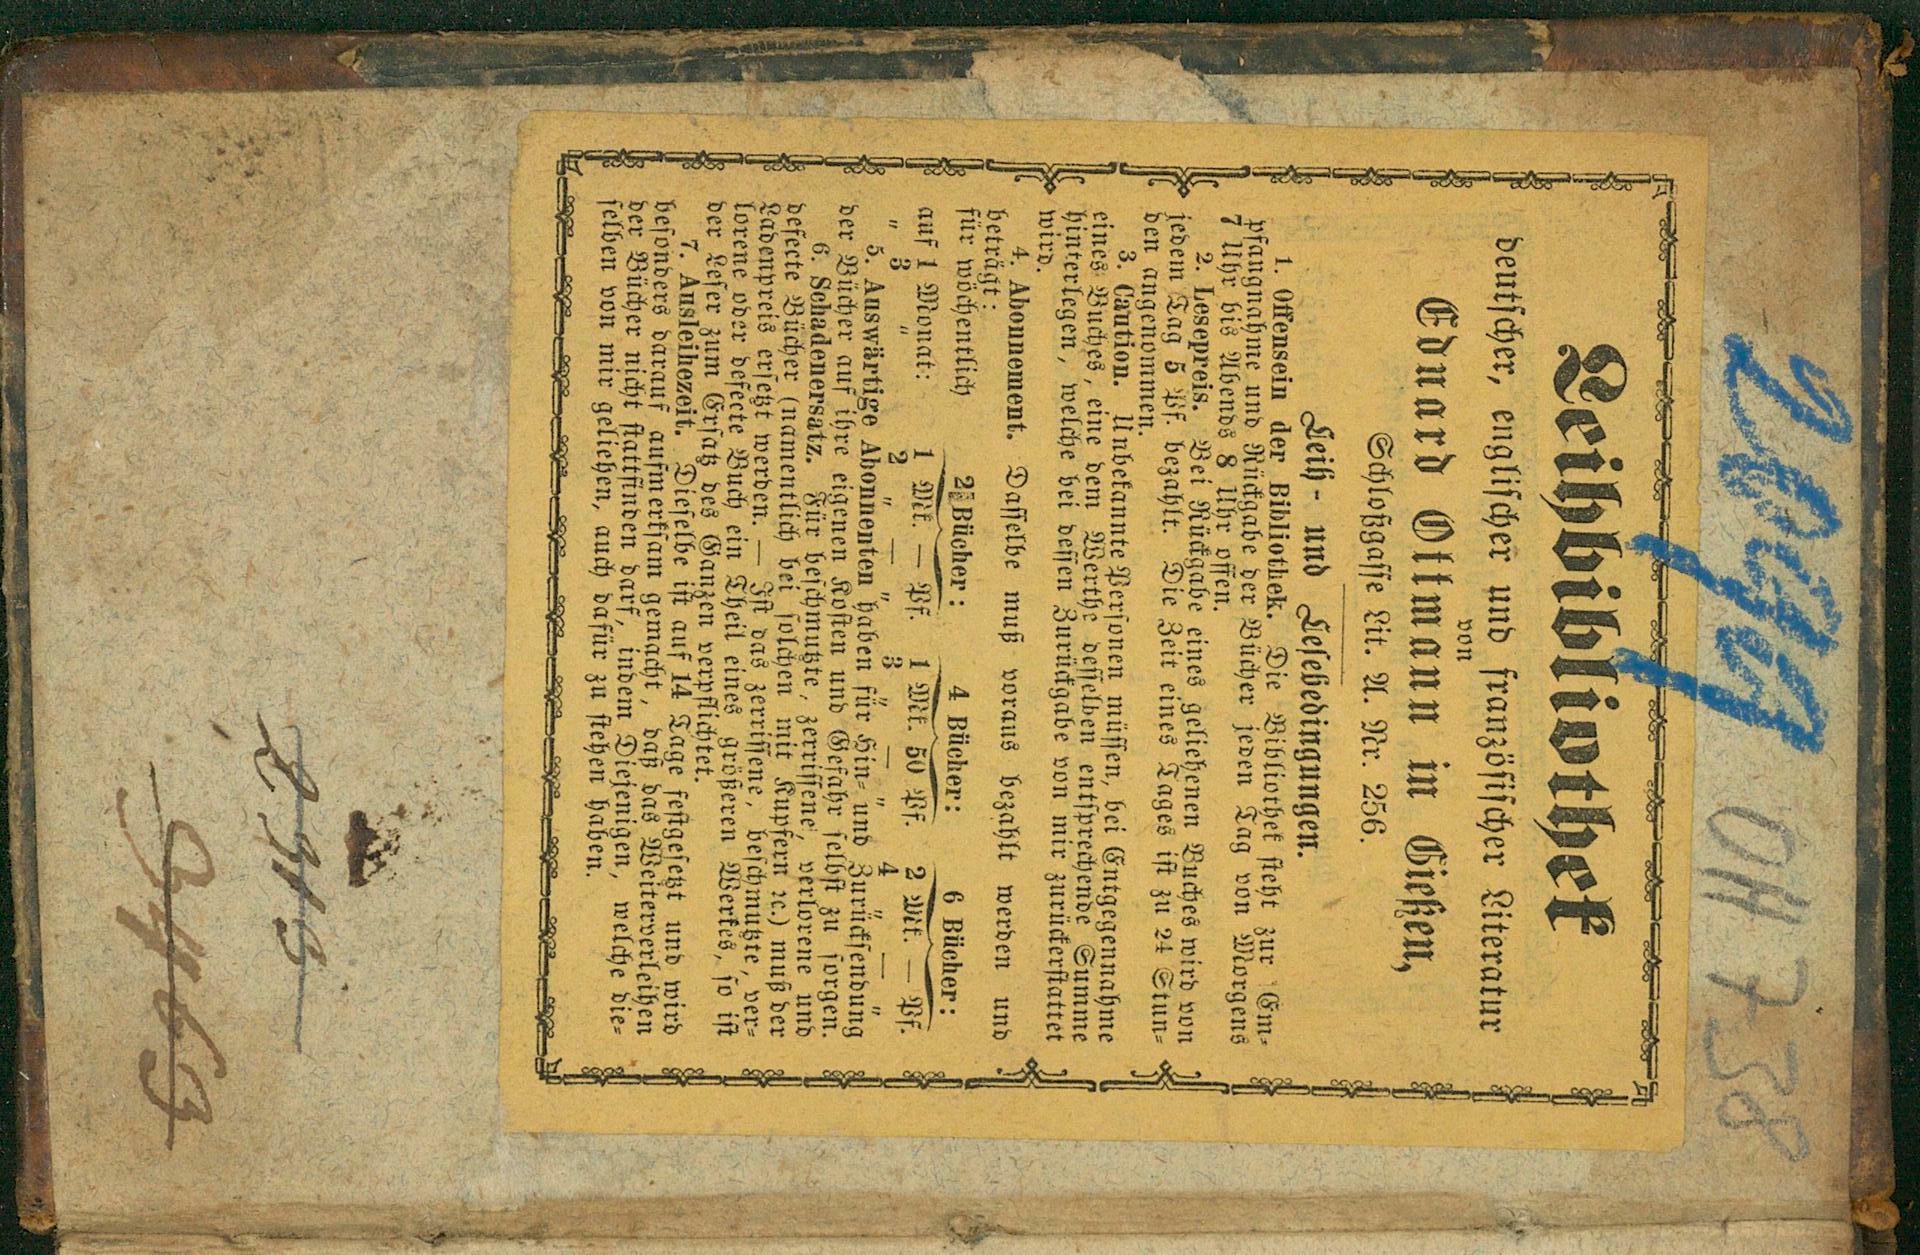 OH 738
Leihbibliothek
deutscher, englischer und französischer Literatur
von
Eduard Ottmann in Gießen,
Schloßgasse Lit. A. Nr. 256.
Leih- und Lesebedingungen.
1. Offensein der Bibliothek. Die Bibliothek steht zur Em-
pfangnahme und Rückgabe der Bücher jeden Tag von Morgens
7 Uhr bis Abends 8 Uhr offen.
2. Lesepreis. Bei Rückgabe eines geliehenen Buches wird von
jedem Tag 5 Pf. bezahlt. Die Zeit eines Tages ist zu 24 Stun-
den angenommen.
3. Caution. Unbekannte Personen müssen, bei Entgegennahme
eines Buches, eine dem Werthe desselben entsprechende Summe
hinterlegen, welche bei dessen Zurückgabe von mir zurückerstattet
wird.
4. Abonnement. Dasselbe muß voraus bezahlt werden und
beträgt:
für wöchentlich 2 Bücher: 4 Bücher: 6 Bücher:
auf 1 Monat: 1 Mk. — Pf. 1 Mk. 50 Pf. 2 Mk. — Pf.
" 3 " 2 " — " 3 " — " 4 " — "
5. Auswärtige Abonnenten haben für Hin- und Zurücksendung
der Bücher auf ihre eigenen Kosten und Gefahr selbst zu sorgen.
6. Schadenersatz. Für beschmutzte, zerrissene, verlorene und
defecte Bücher (namentlich bei solchen mit Kupfern ꝛc.) muß der
Ladenpreis ersetzt werden. — Ist das zerrissene, beschmutzte, ver-
lorene oder defecte Buch ein Theil eines größeren Werkes, so ist
der Leser zum Ersatz des Ganzen verpflichtet.
7. Ausleihezeit. Dieselbe ist auf 14 Tage festgesetzt und wird
besonders darauf aufmerksam gemacht, daß das Weiterverleihen
der Bücher nicht stattfinden darf, indem Diejenigen, welche die-
selben von mir geliehen, auch dafür zu stehen haben.
3463